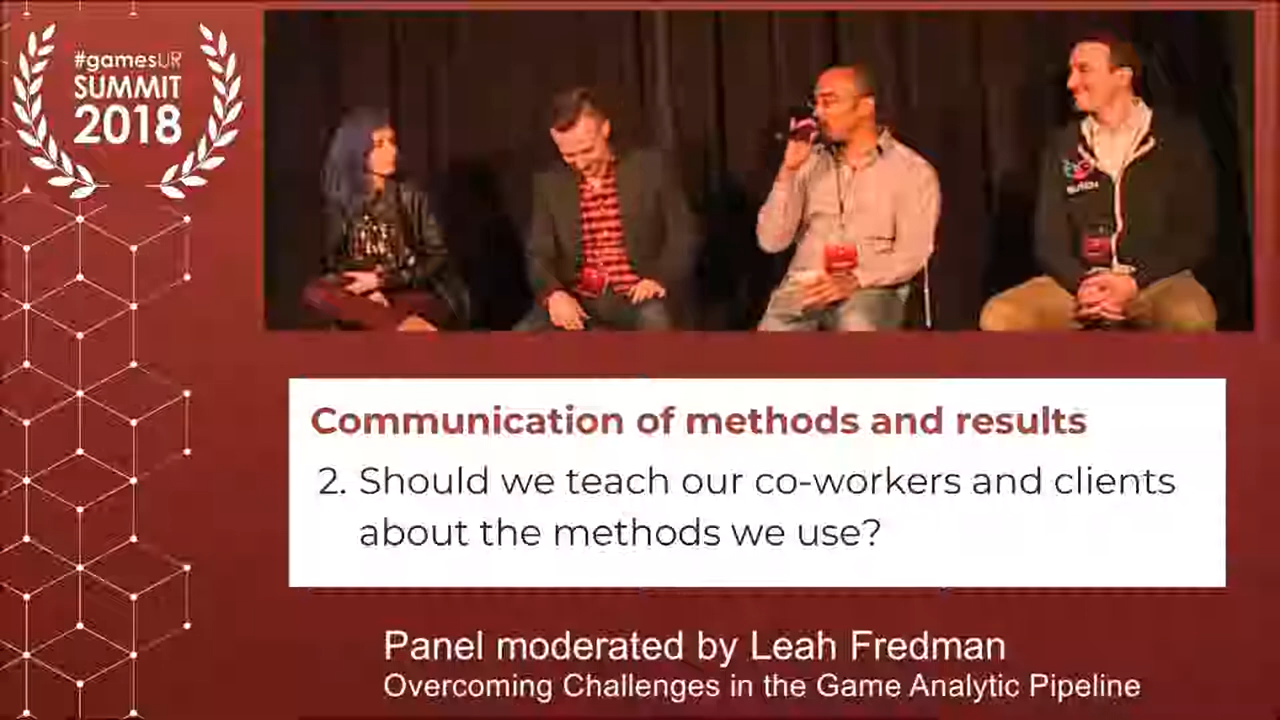 #gamesUR
SUMMIT
2018
Communication of methods and results
2. Should we teach our co-workers and clients
about the methods we use?
Panel moderated by Leah Fredman
Overcoming Challenges in the Game Analytic Pipeline